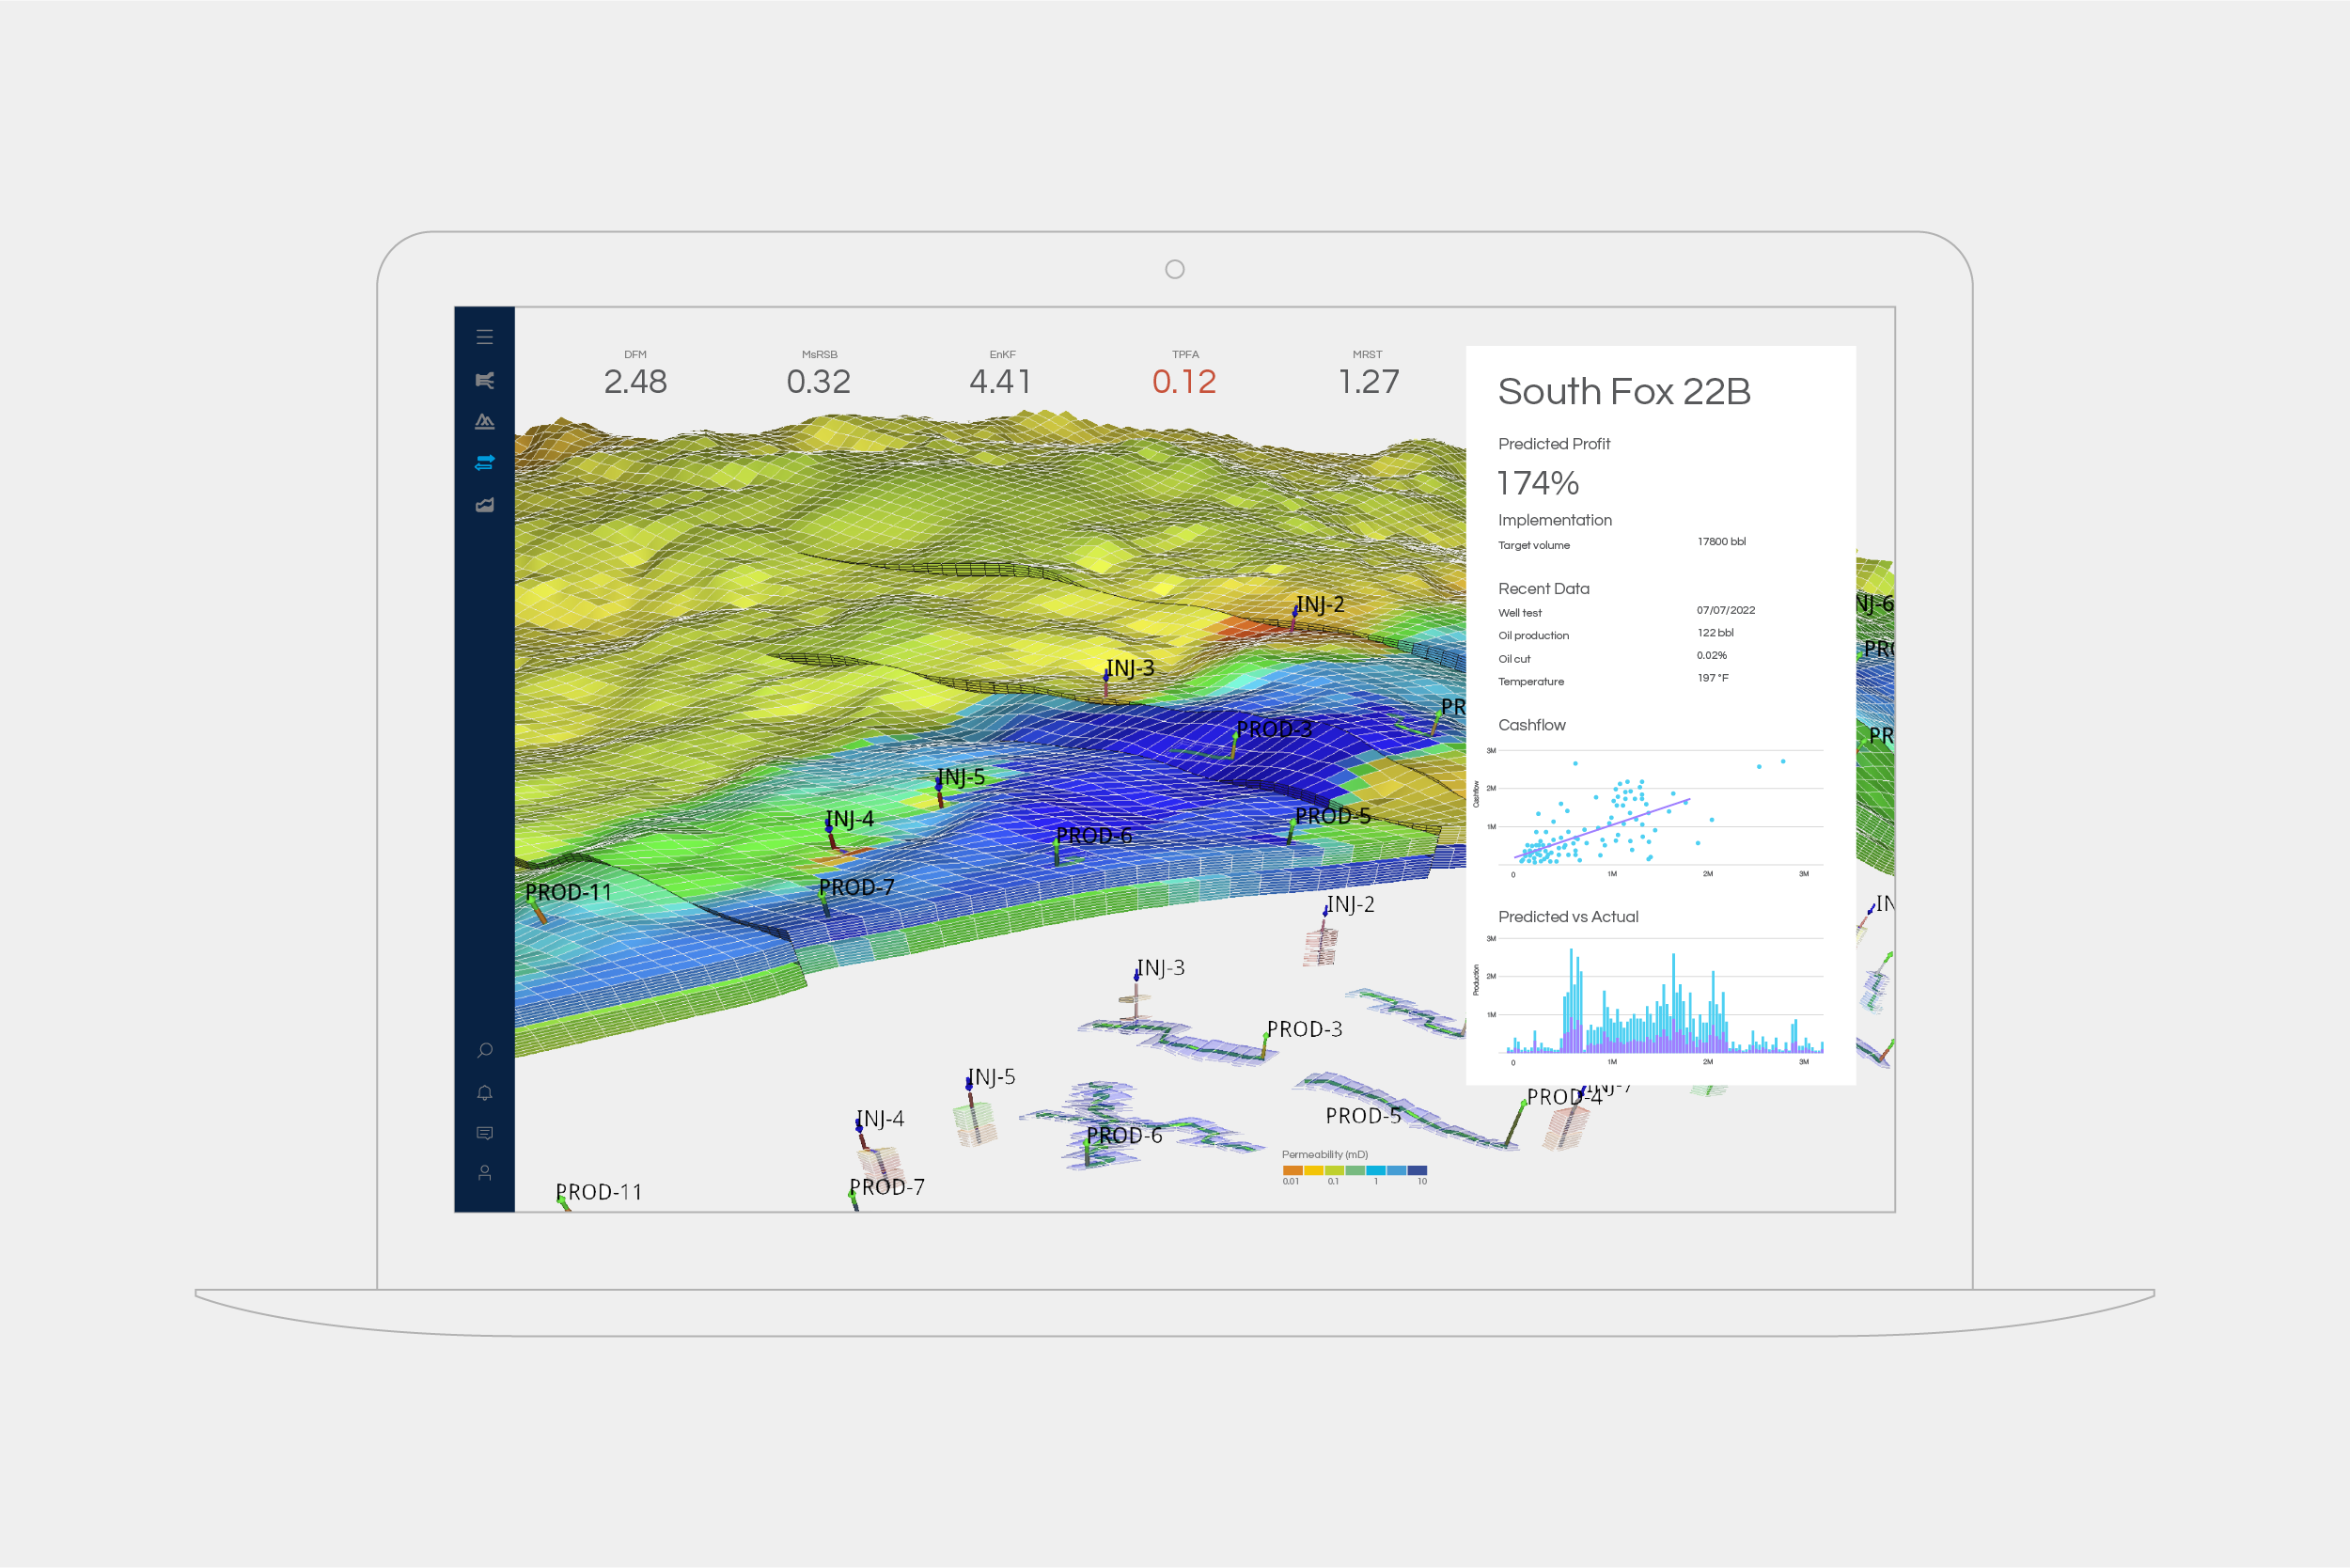 DFM
2.48
MsRSB
0.32
EnKF
4.41
TPFA
0.12
MRST
1.27
South Fox 22B
Predicted Profit
174%
Implementation
Target volume 17800 bbl
Recent Data
Well test 07/07/2022
Oil production 122 bbl
Oil cut 0.02%
Temperature 197 °F
Cashflow
3M
2M
1M
Cashflow
0 1M 2M 3M
Predicted vs Actual
3M
2M
1M
Production
0 1M 2M 3M
INJ-2
INJ-3
PR
PROD-3
INJ-5
INJ-4
PROD-5
PROD-6
PROD-7
PROD-11
NJ-6
PRO
PR
IN
INJ-2
INJ-3
PROD-3
INJ-5
INJ-7
PROD-4
PROD-5
INJ-4
PROD-6
PROD-7
PROD-11
Permeability (mD)
0.01 0.1 1 10